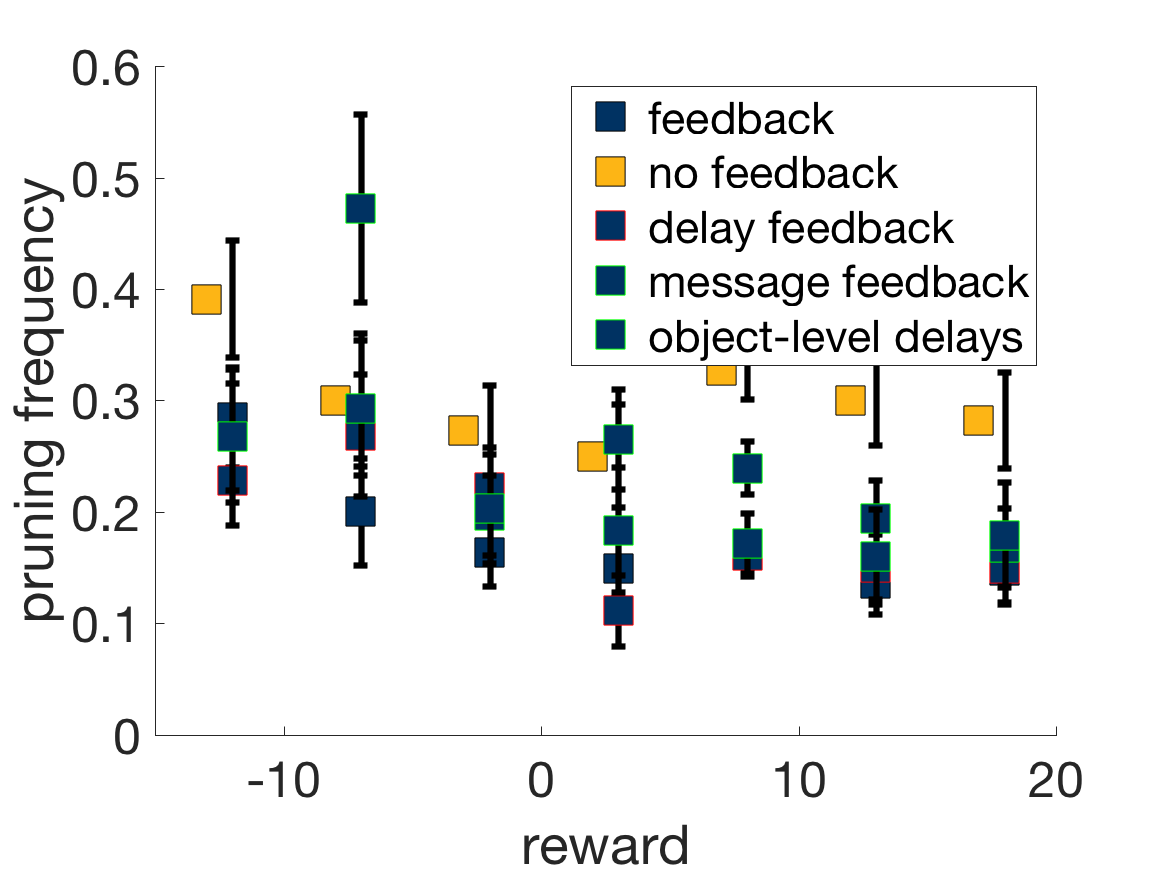 0.6
0.5
0.4
0.3
0.2
0.1
0
pruning frequency
feedback
no feedback
delay feedback
message feedback
object-level delays
-10 0 10 20
reward